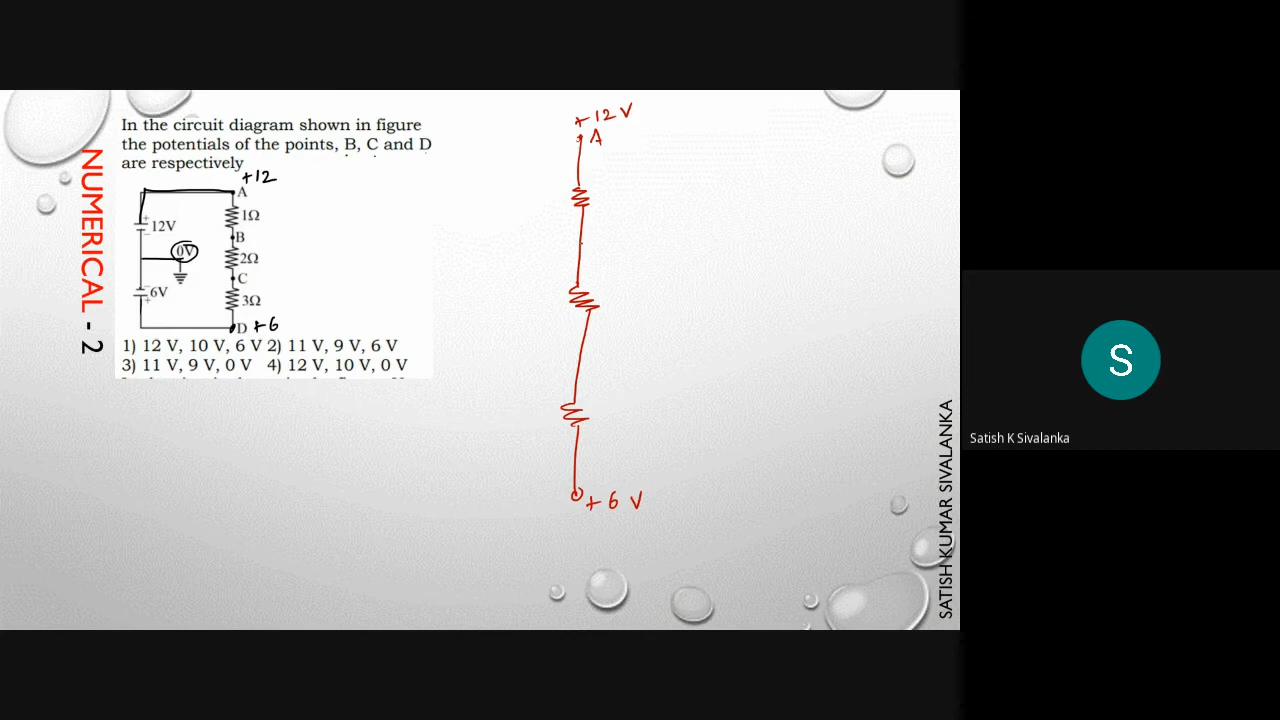 In the circuit diagram shown in figure
the potentials of the points, B, C and D
are respectively
+12
A
1Ω
12V
B
0V
2Ω
C
6V
3Ω
D +6
1) 12 V, 10 V, 6 V 2) 11 V, 9 V, 6 V
3) 11 V, 9 V, 0 V 4) 12 V, 10 V, 0 V
NUMERICAL - 2
+12 V
A
+ 6 V
SATISH KUMAR SIVALANKA
S
Satish K Sivalanka